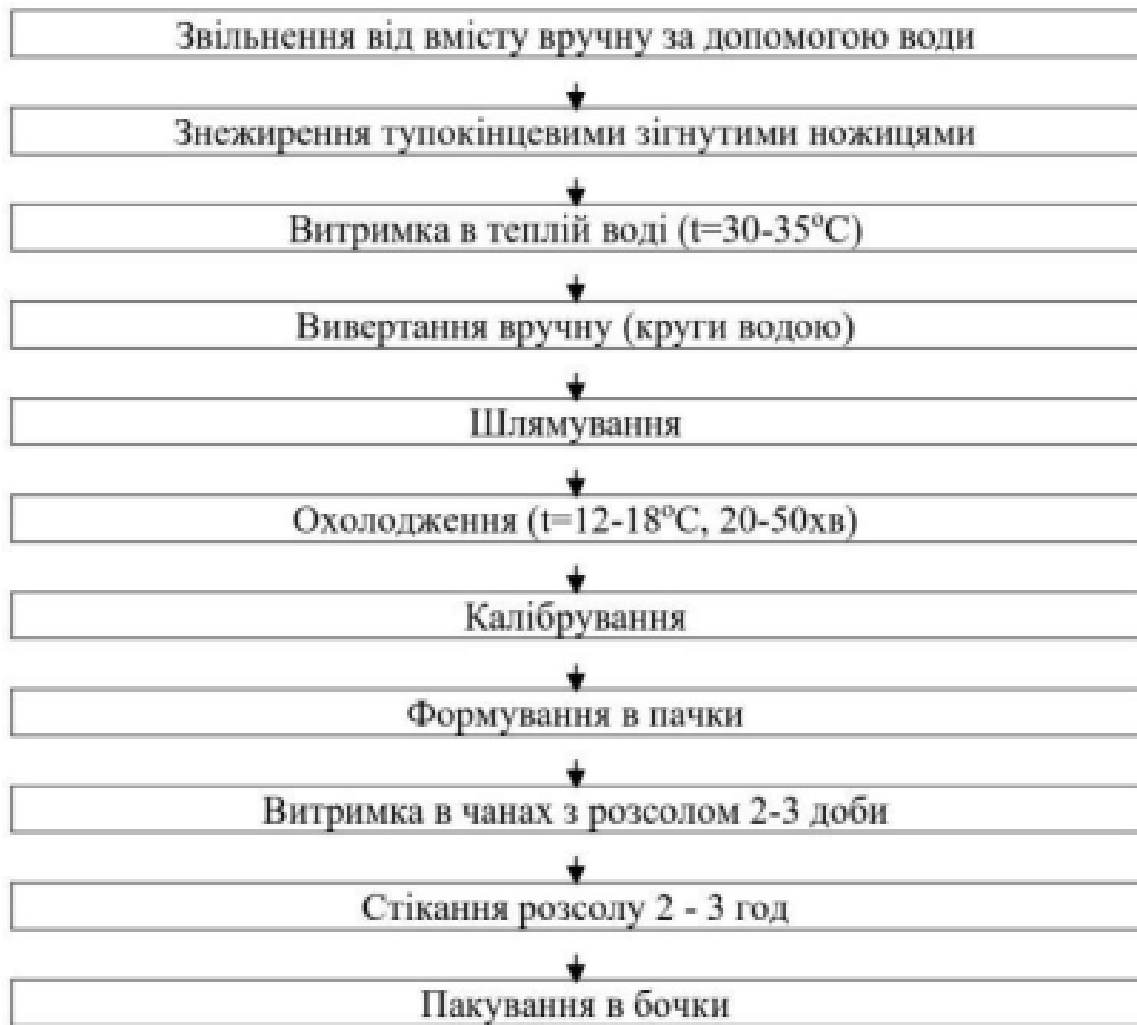 Звільнення від вмісту вручну за допомогою води
Знежирення тупокінцевими зігнутими ножицями
Витримка в теплій воді (t=30-35°С)
Вивертання вручну (круги водою)
Шлямування
Охолодження (t=12-18°С, 20-50хв)
Калібрування
Формування в пачки
Витримка в чанах з розсолом 2-3 доби
Стікання розсолу 2 - 3 год
Пакування в бочки